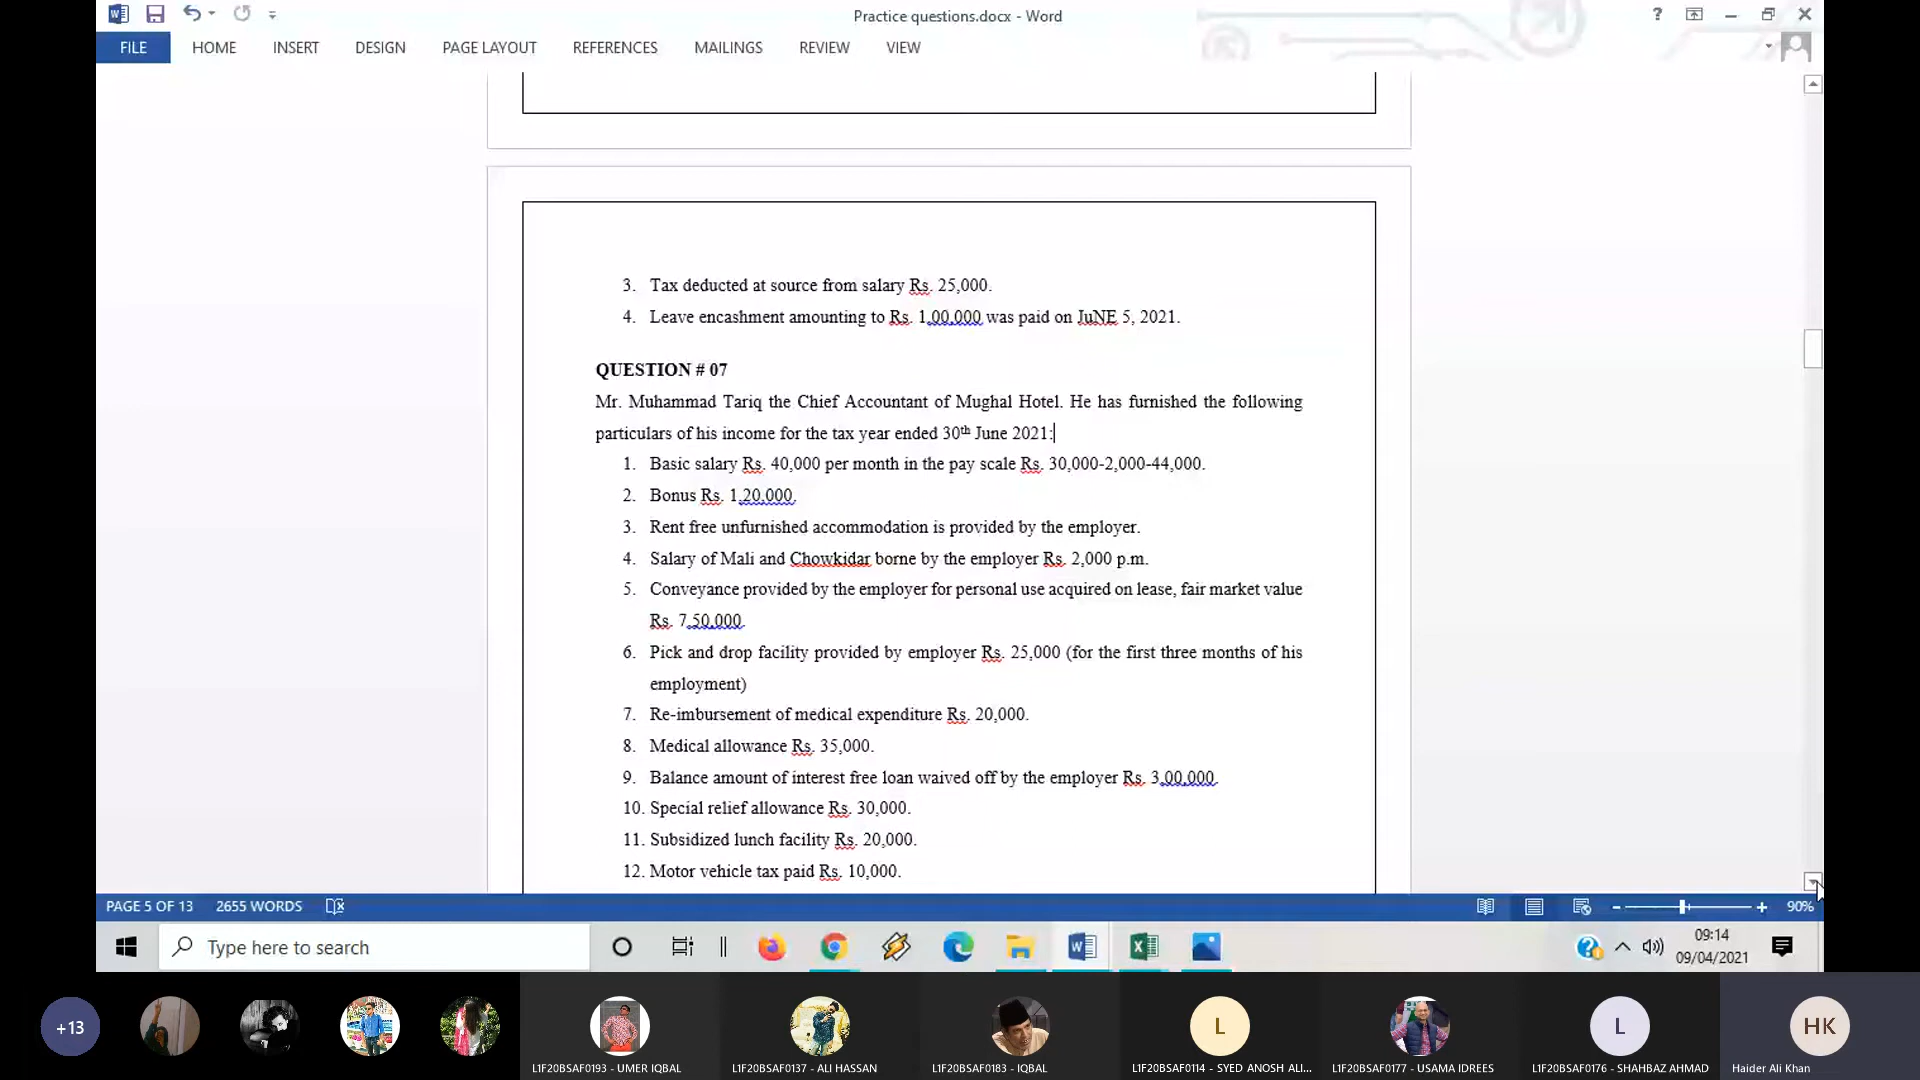 Practice questions.docx - Word
?
FILE HOME INSERT DESIGN PAGE LAYOUT REFERENCES MAILINGS REVIEW VIEW
3. Tax deducted at source from salary Rs. 25,000.
4. Leave encashment amounting to Rs. 1,00,000 was paid on JuNE 5, 2021.
QUESTION # 07
Mr. Muhammad Tariq the Chief Accountant of Mughal Hotel. He has furnished the following
particulars of his income for the tax year ended 30th June 2021:
1. Basic salary Rs. 40,000 per month in the pay scale Rs. 30,000-2,000-44,000.
2. Bonus Rs. 1,20,000.
3. Rent free unfurnished accommodation is provided by the employer.
4. Salary of Mali and Chowkidar borne by the employer Rs. 2,000 p.m.
5. Conveyance provided by the employer for personal use acquired on lease, fair market value
Rs. 7,50,000.
6. Pick and drop facility provided by employer Rs. 25,000 (for the first three months of his
employment)
7. Re-imbursement of medical expenditure Rs. 20,000.
8. Medical allowance Rs. 35,000.
9. Balance amount of interest free loan waived off by the employer Rs. 3,00,000.
10. Special relief allowance Rs. 30,000.
11. Subsidized lunch facility Rs. 20,000.
12. Motor vehicle tax paid Rs. 10,000.
PAGE 5 OF 13 2655 WORDS 90%
Type here to search
09:14
09/04/2021
+13 L HK
L
L1F20BSAF0193 - UMER IQBAL L1F20BSAF0137 - ALI HASSAN L1F20BSAF0183 - IQBAL L1F20BSAF0114 - SYED ANOSH ALI... L1F20BSAF0177 - USAMA IDREES L1F20BSAF0176 - SHAHBAZ AHMAD Haider Ali Khan